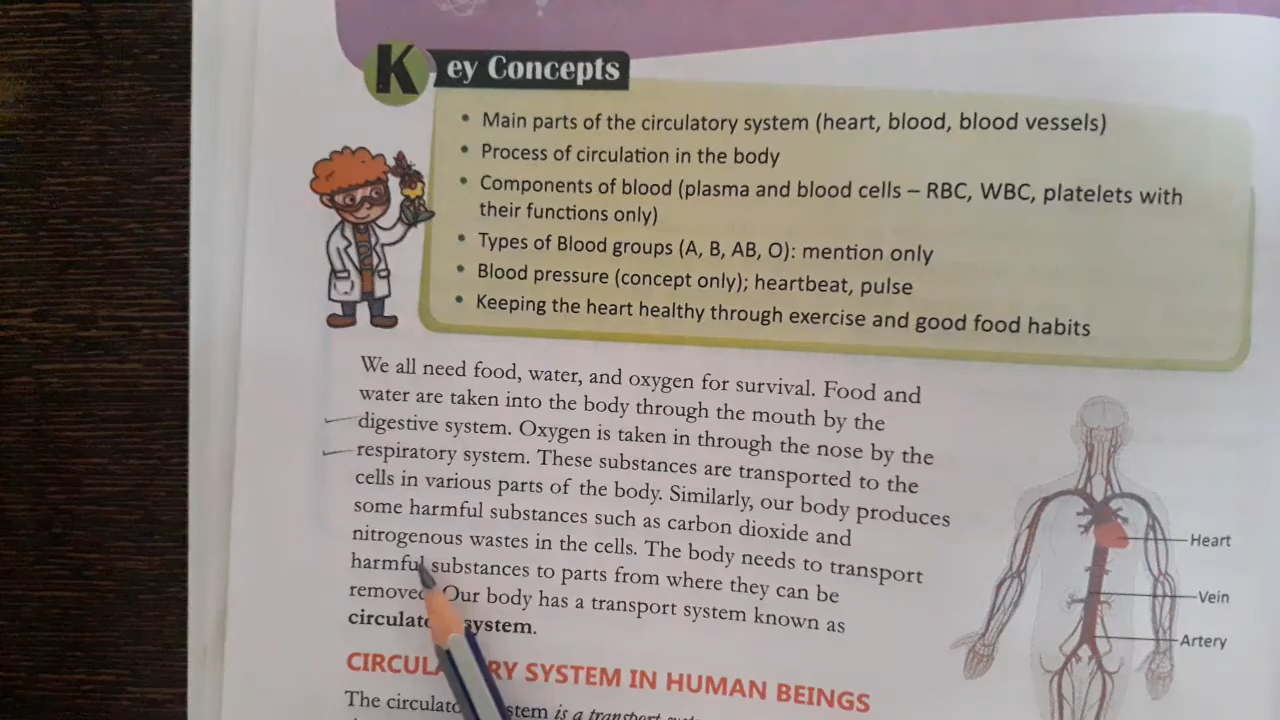 Key Concepts
• Main parts of the circulatory system (heart, blood, blood vessels)
• Process of circulation in the body
• Components of blood (plasma and blood cells – RBC, WBC, platelets with
their functions only)
• Types of Blood groups (A, B, AB, O): mention only
• Blood pressure (concept only); heartbeat, pulse
• Keeping the heart healthy through exercise and good food habits
We all need food, water, and oxygen for survival. Food and
water are taken into the body through the mouth by the
digestive system. Oxygen is taken in through the nose by the
respiratory system. These substances are transported to the
cells in various parts of the body. Similarly, our body produces
some harmful substances such as carbon dioxide and
nitrogenous wastes in the cells. The body needs to transport
harmful substances to parts from where they can be
removed. Our body has a transport system known as
circulatory system.
Heart
Vein
Artery
CIRCULATORY SYSTEM IN HUMAN BEINGS
The circulatory system is a transport